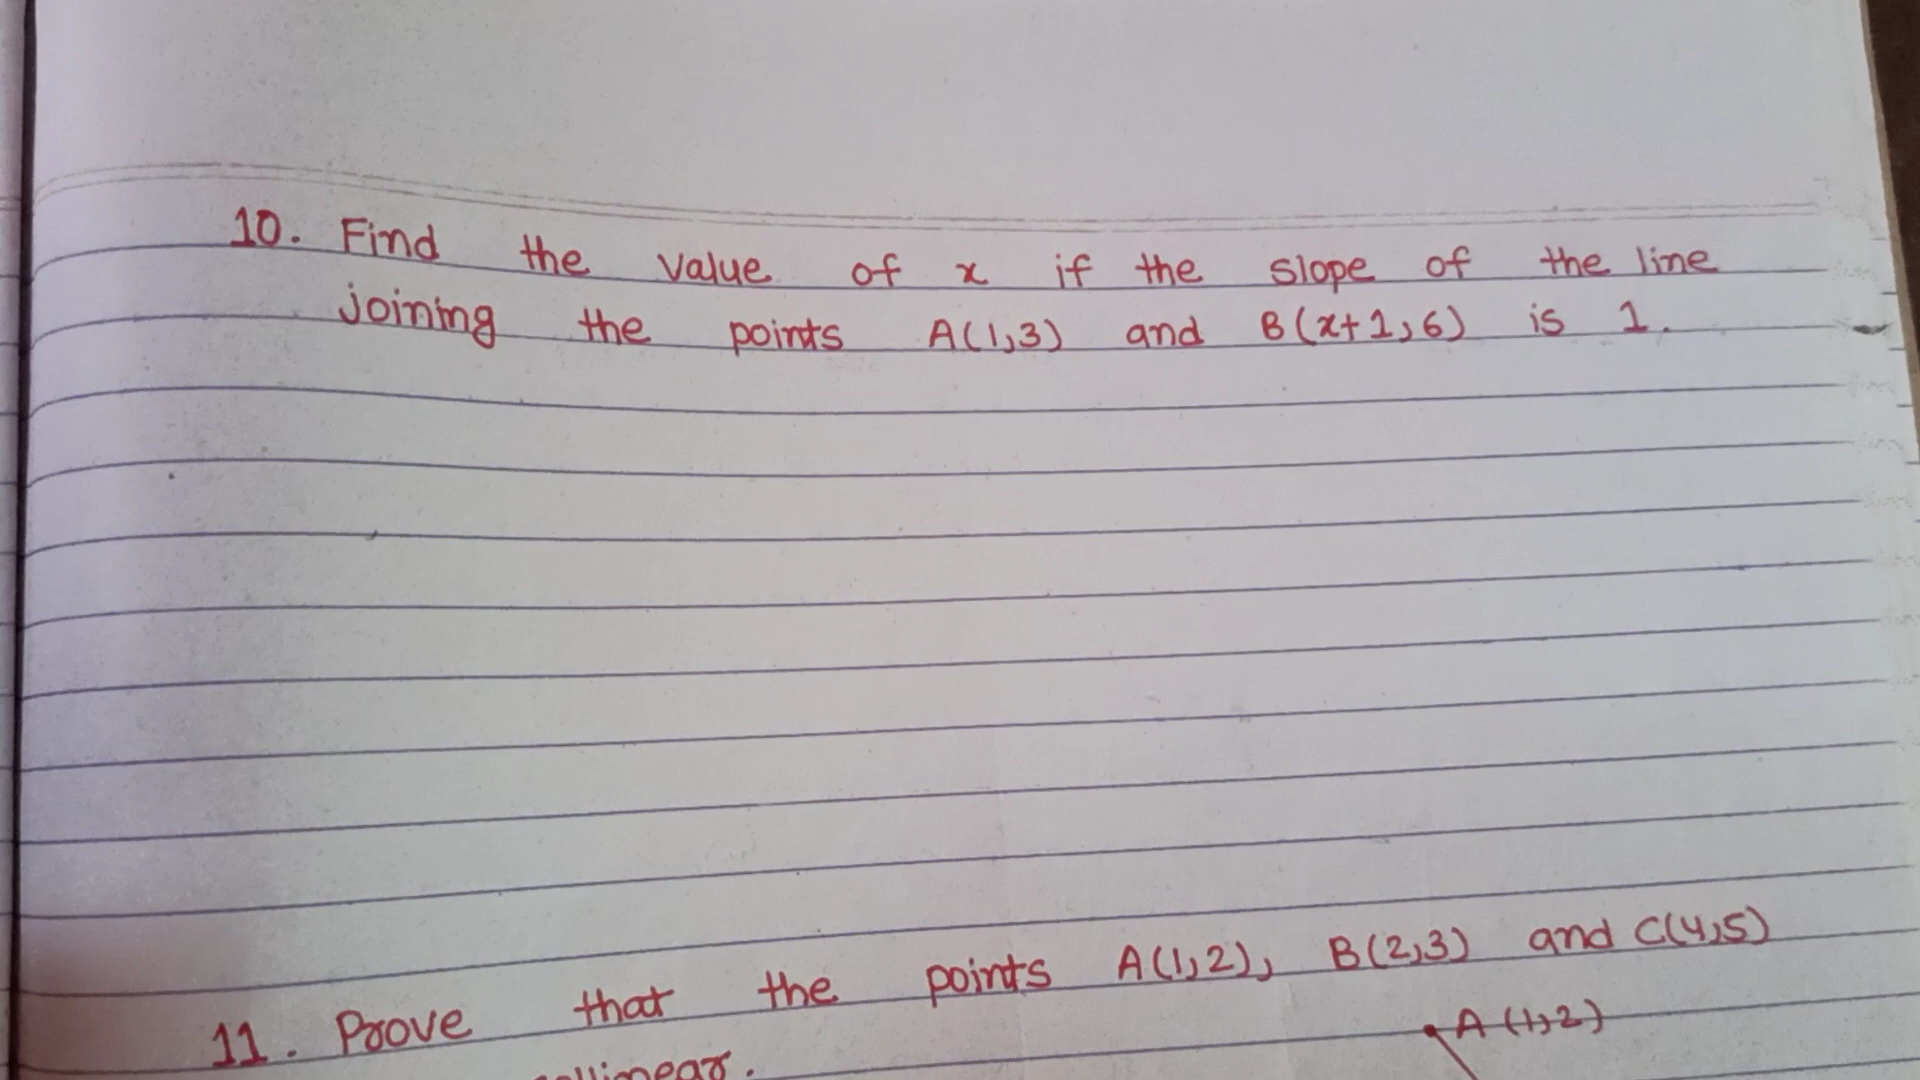 10. Find the value of x if the slope of the line
joining the points A(1,3) and B(x+1,6) is 1.
11. Prove that the points A(1,2), B(2,3) and C(4,5)
A(1,2)